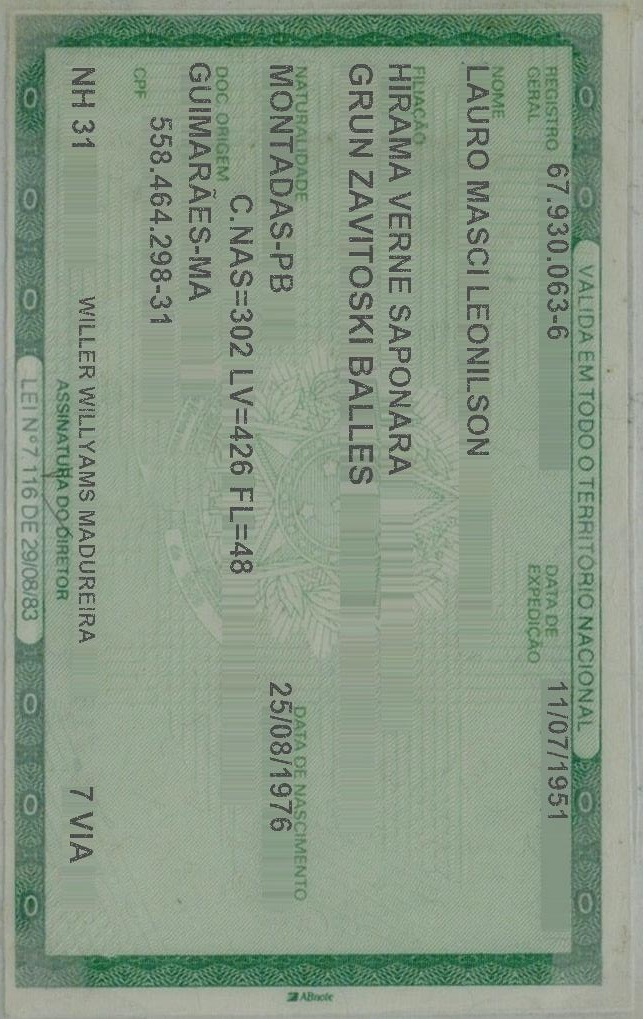 VALIDA EM TODO O TERRITÓRIO NACIONAL
REGISTRO GERAL 67.930.063-6 DATA DE EXPEDIÇÃO 11/07/1951
NOME
LAURO MASCI LEONILSON
FILIAÇÃO
HIRAMA VERNE SAPONARA
GRUN ZAVITOSKI BALLES
NATURALIDADE DATA DE NASCIMENTO
MONTADAS-PB 25/08/1976
DOC. ORIGEM C.NAS=302 LV=426 FL=48
GUIMARÃES-MA
CPF 558.464.298-31
NH 31 WILLER WILLYAMS MADUREIRA 7 VIA
ASSINATURA DO DIRETOR
LEI Nº 7.116 DE 29/08/83
ABnote